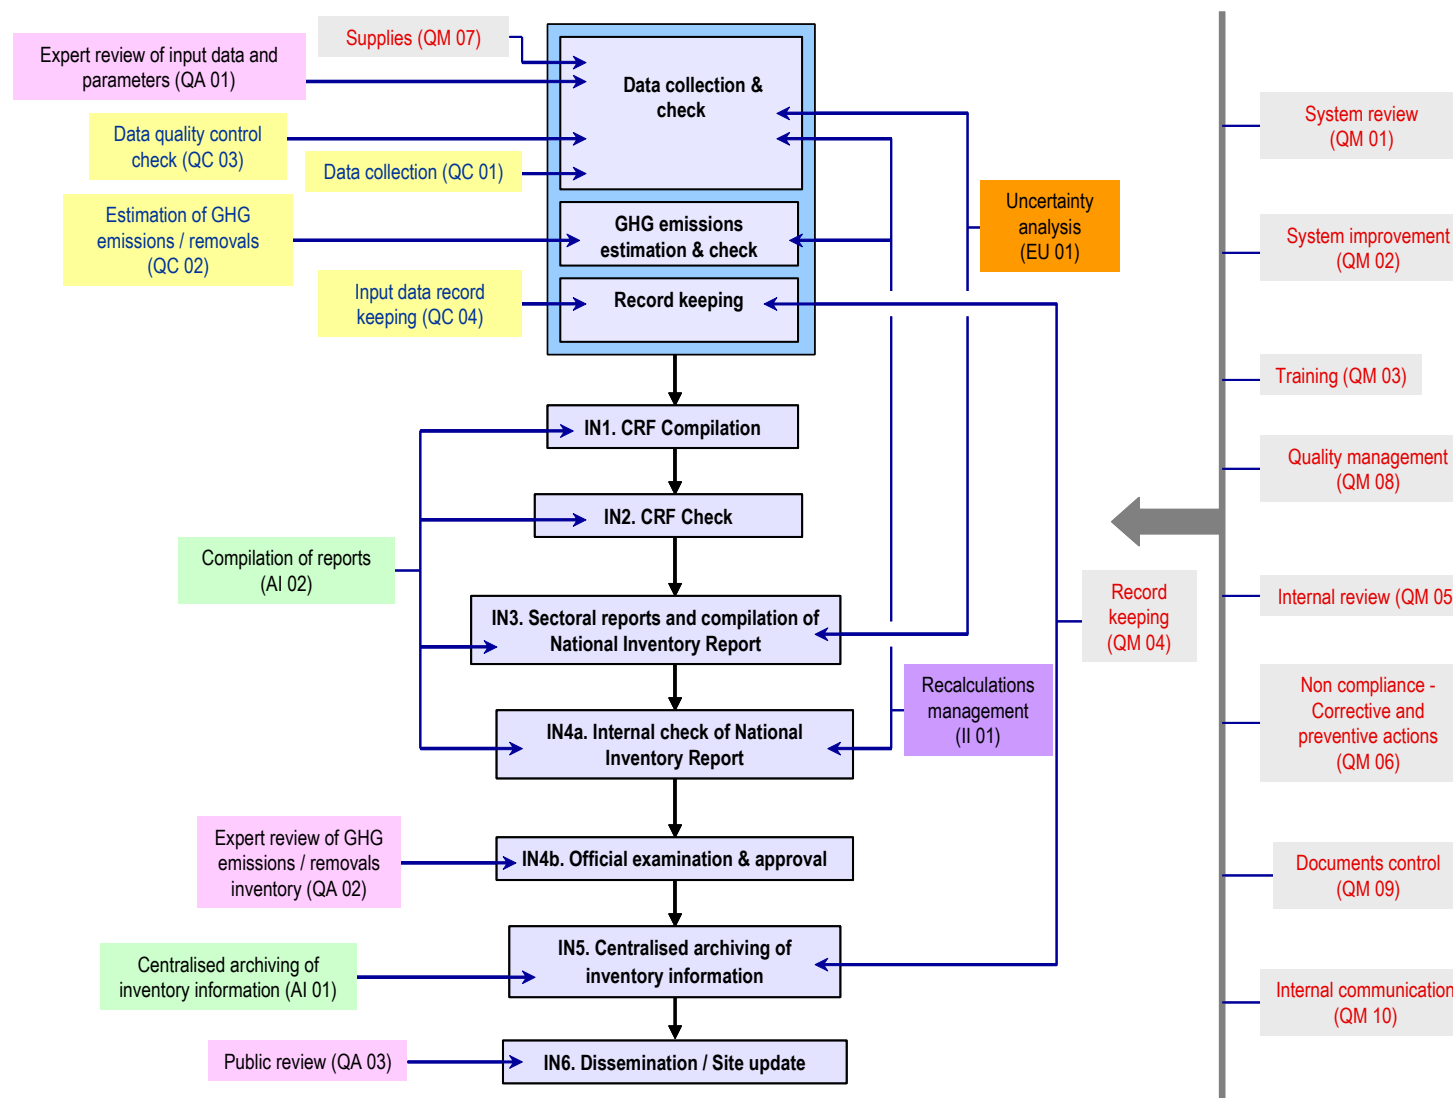 Supplies (QM 07)
Expert review of input data and
parameters (QA 01)
Data quality control
check (QC 03)
Data collection (QC 01)
Estimation of GHG
emissions / removals
(QC 02)
Input data record
keeping (QC 04)
Data collection &
check
GHG emissions
estimation & check
Record keeping
Uncertainty
analysis
(EU 01)
IN1. CRF Compilation
IN2. CRF Check
Compilation of reports
(AI 02)
IN3. Sectoral reports and compilation of
National Inventory Report
Recalculations
management
(II 01)
IN4a. Internal check of National
Inventory Report
Expert review of GHG
emissions / removals
inventory (QA 02)
IN4b. Official examination & approval
Centralised archiving of
inventory information (AI 01)
IN5. Centralised archiving of
inventory information
Public review (QA 03)
IN6. Dissemination / Site update
Record
keeping
(QM 04)
System review
(QM 01)
System improvement
(QM 02)
Training (QM 03)
Quality management
(QM 08)
Internal review (QM 05
Non compliance -
Corrective and
preventive actions
(QM 06)
Documents control
(QM 09)
Internal communication
(QM 10)